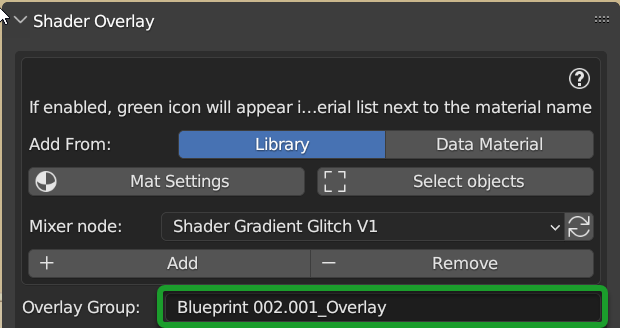 Shader Overlay
?
If enabled, green icon will appear i...erial list next to the material name
Add From: Library Data Material
Mat Settings Select objects
Mixer node: Shader Gradient Glitch V1
+ Add − Remove
Overlay Group: Blueprint 002.001_Overlay